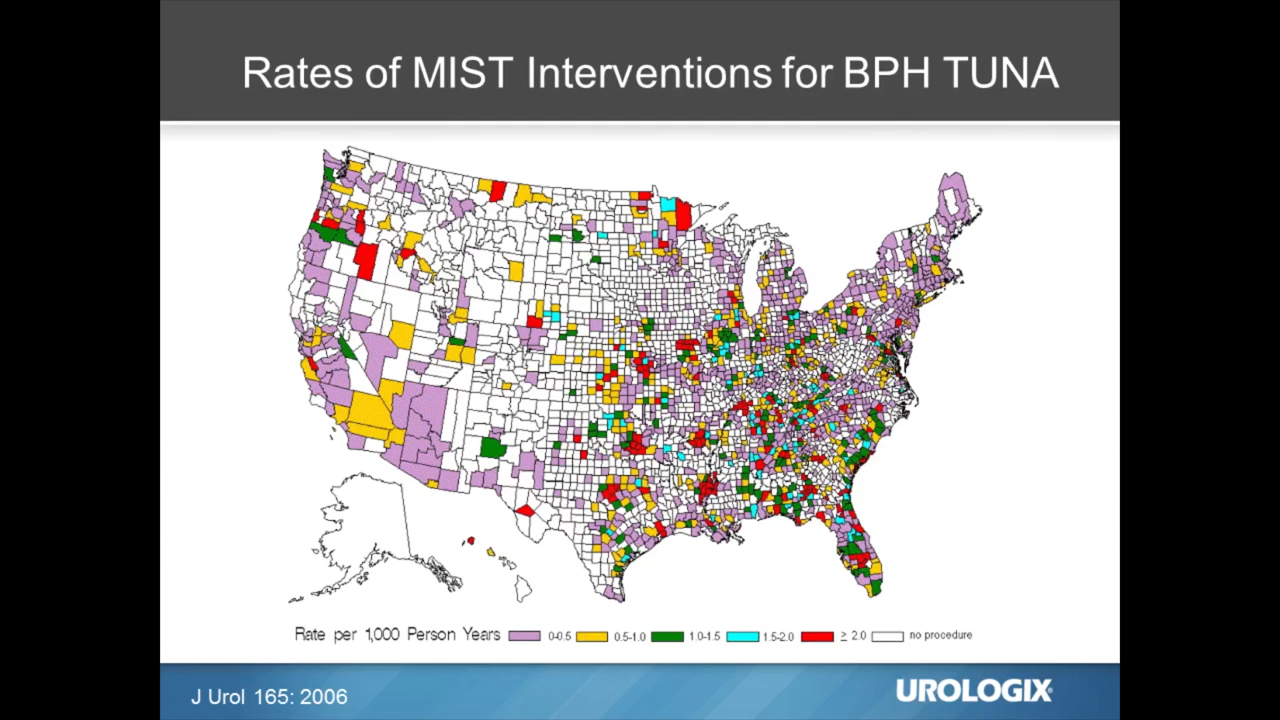 Rates of MIST Interventions for BPH TUNA
Rate per 1,000 Person Years 0-0.5 0.5-1.0 1.0-1.5 1.5-2.0 ≥ 2.0 no procedure
J Urol 165: 2006
UROLOGIX